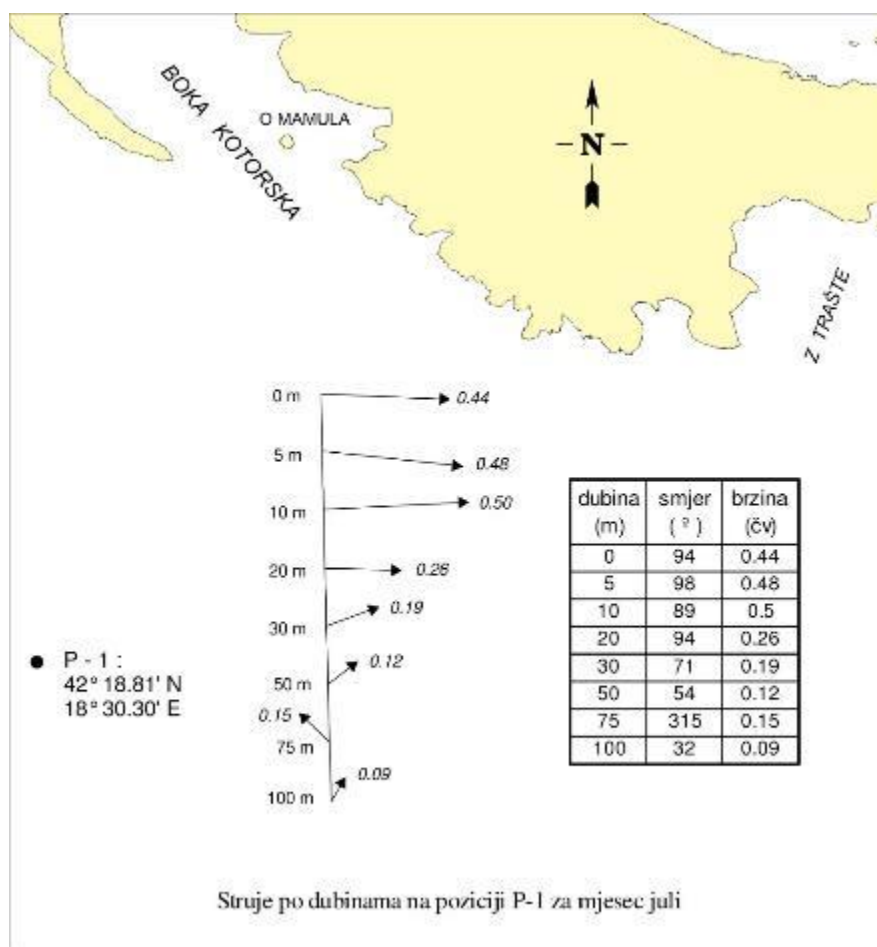 BOKA KOTORSKA
O MAMULA
N
Z TRAŠTE
0 m 0.44
5 m 0.48
10 m 0.50
20 m 0.26
30 m 0.19
50 m 0.12
75 m 0.15
100 m 0.09
P - 1 :
42° 18.81' N
18° 30.30' E
dubina smjer brzina
(m) ( º ) (čv)
0 94 0.44
5 98 0.48
10 89 0.5
20 94 0.26
30 71 0.19
50 54 0.12
75 315 0.15
100 32 0.09
Struje po dubinama na poziciji P-1 za mjesec juli